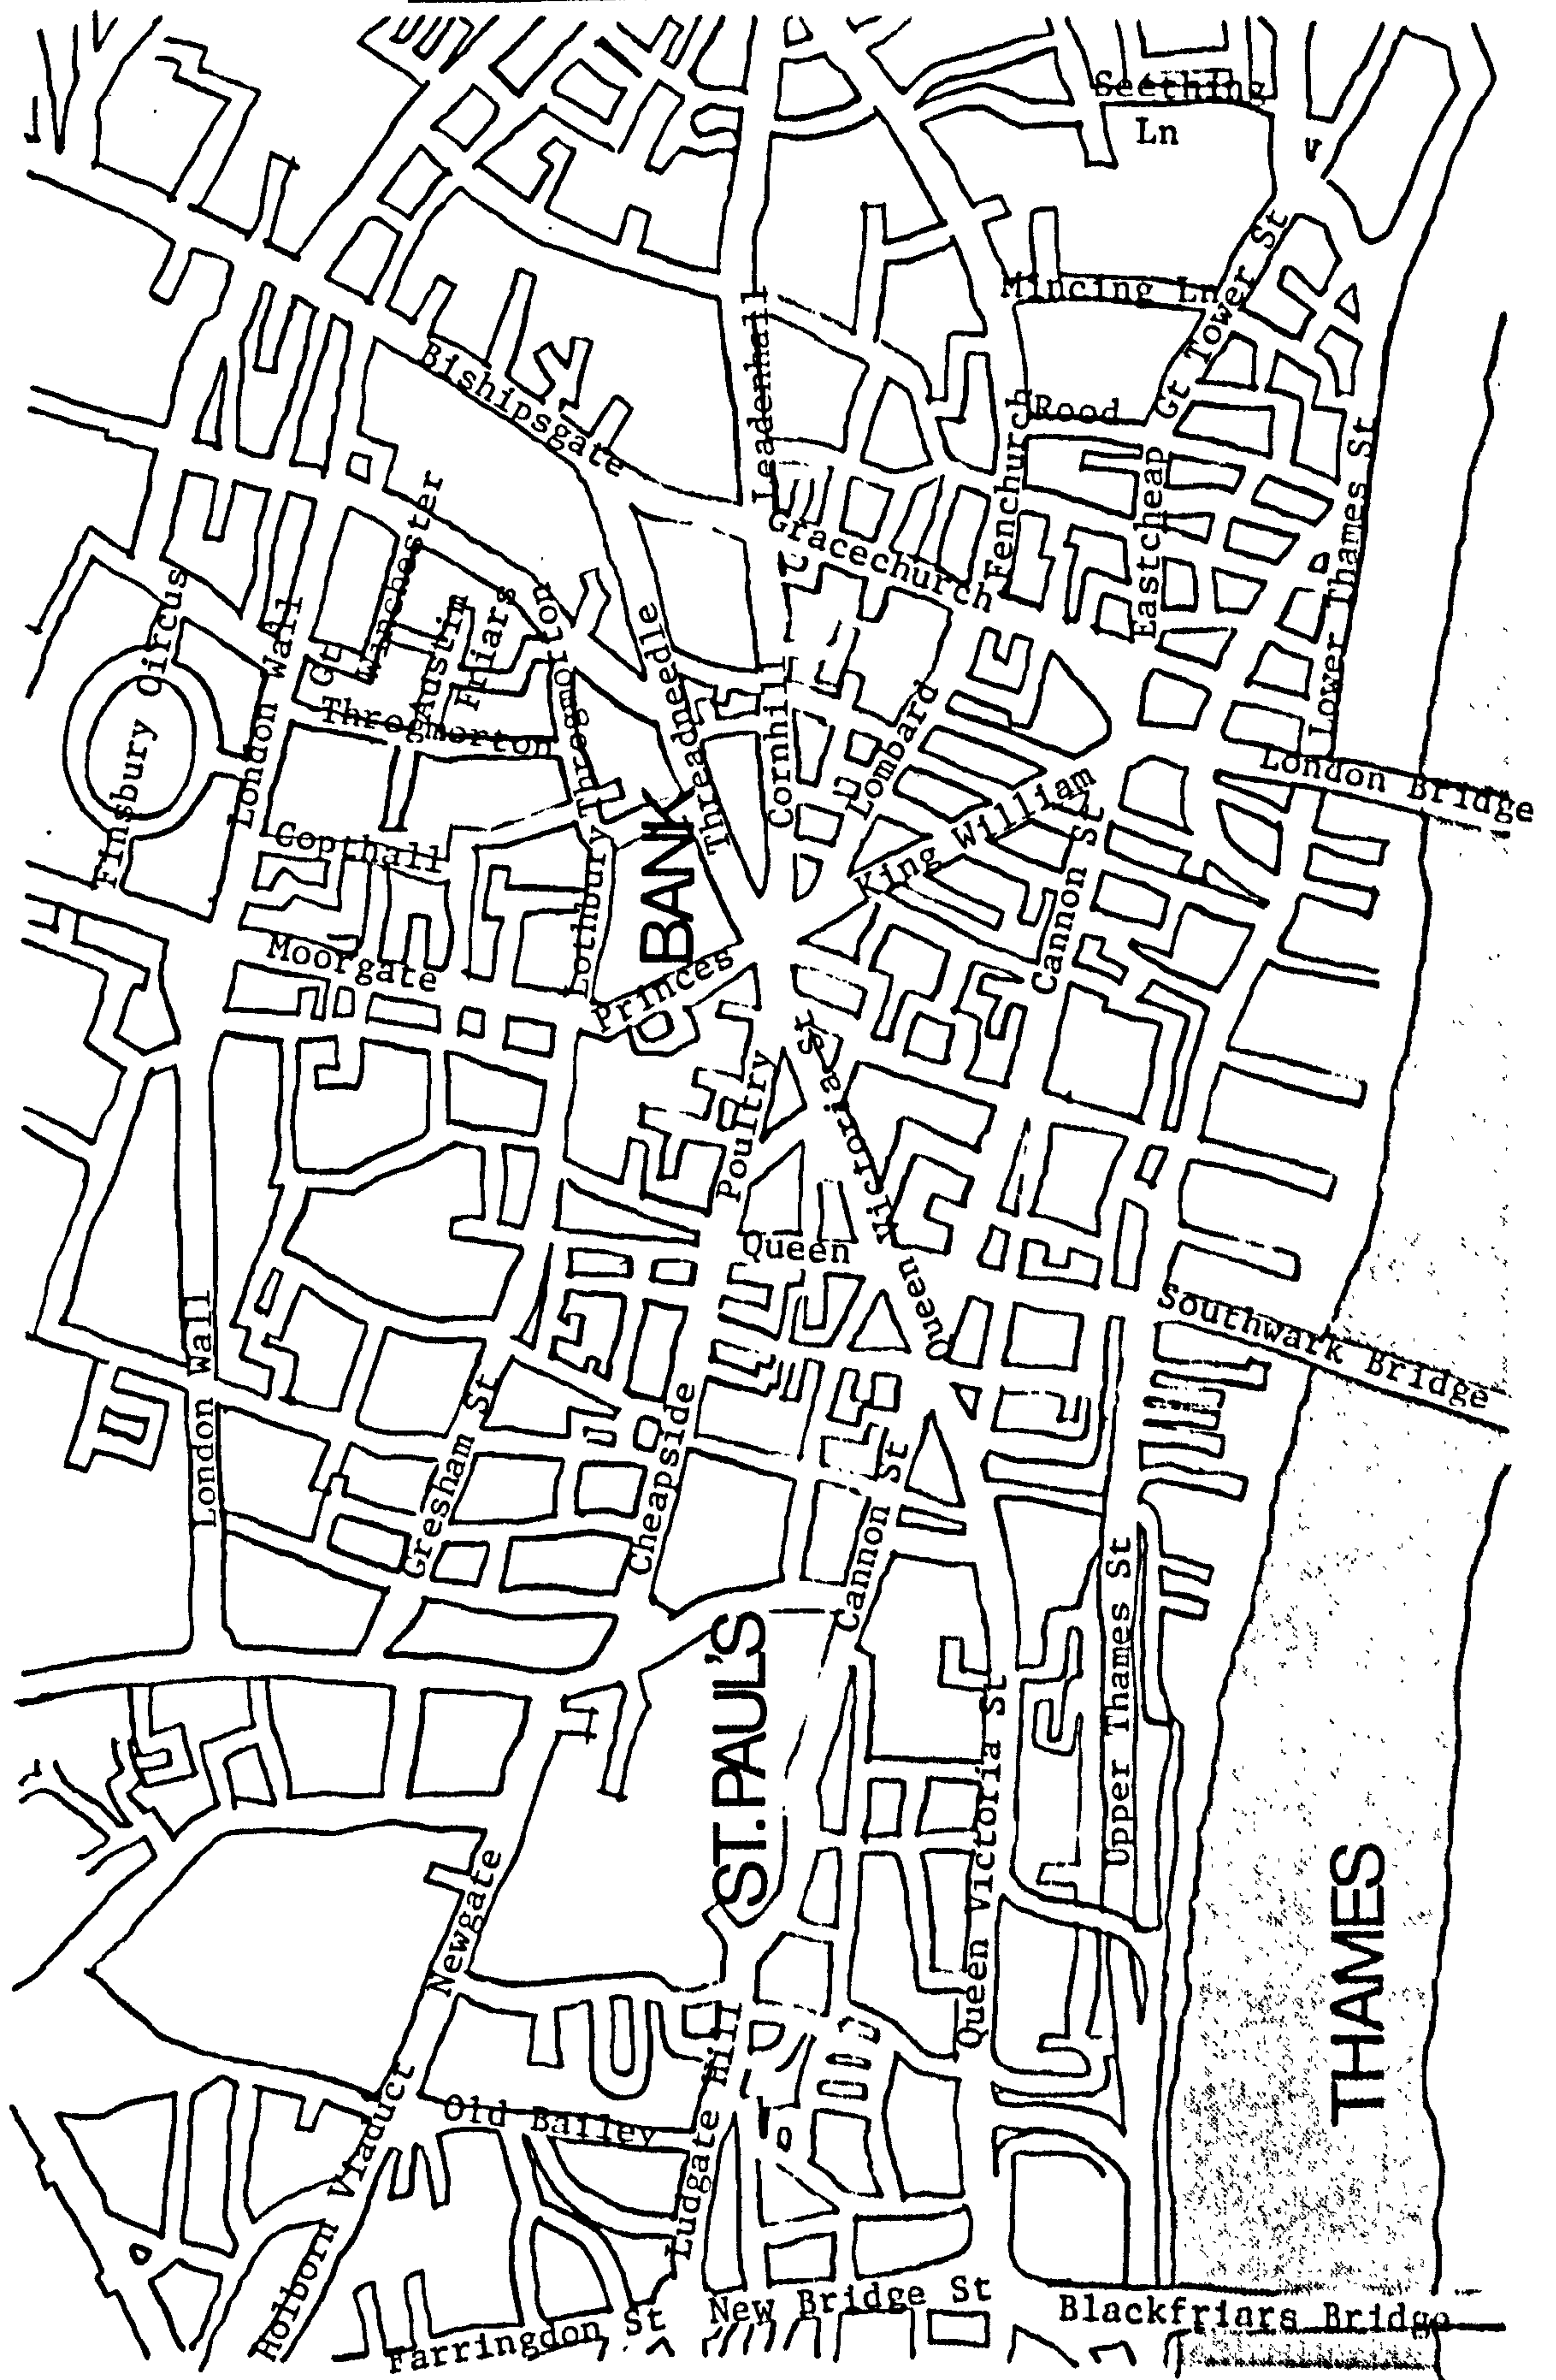 Seething
Ln
Mincing Ln
Gt Tower St
Leadenhall
Bishipsgate
Rood
Fenchurch
Eastcheap
Lower Thames St
Gracechurch
Gt Winchester
Austin
Friars
Finsbury Circus
London Wall
Throgmorton
Throgmorton
Threadneedle
Cornhill
Lombard
King William
London Bridge
Copthall
Lothbury
BANK
Cannon St
Moorgate
Princes
Poultry
Queen Victoria St
Queen
Southwark Bridge
London Wall
Gresham St
Cheapside
Cannon St
ST. PAUL'S
Queen Victoria St
Upper Thames St
THAMES
Newgate
Old Bailey
Ludgate Hill
Holborn Viaduct
Farringdon St
New Bridge St
Blackfriars Bridge